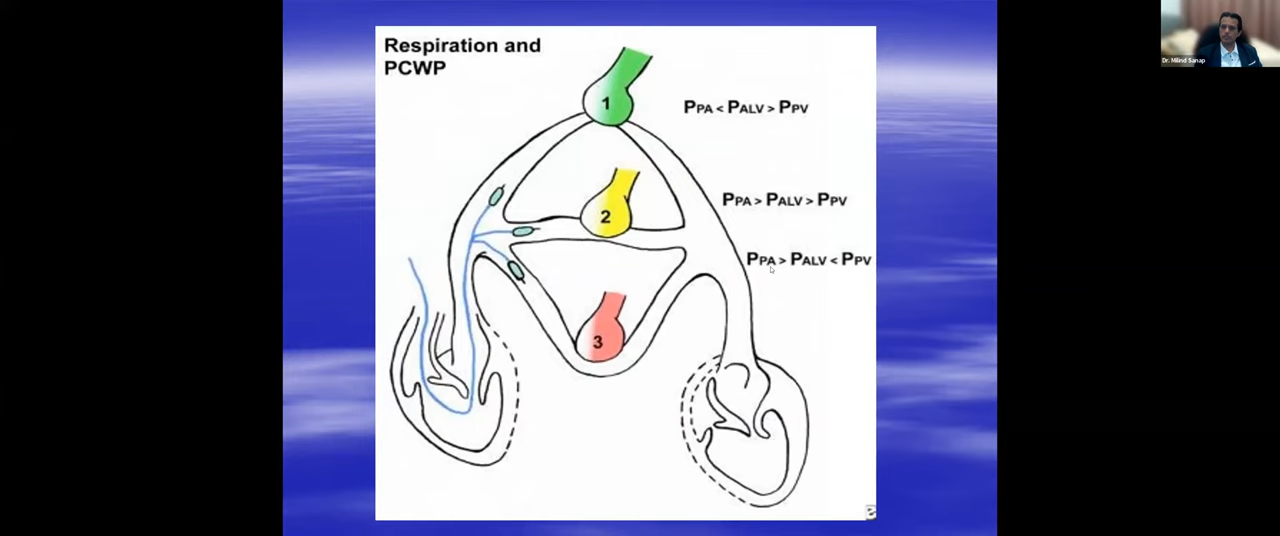 Respiration and
PCWP
1
PPA < PALV > PPV
2
PPA > PALV > PPV
PPA > PALV < PPV
3
Dr. Milind Sanap